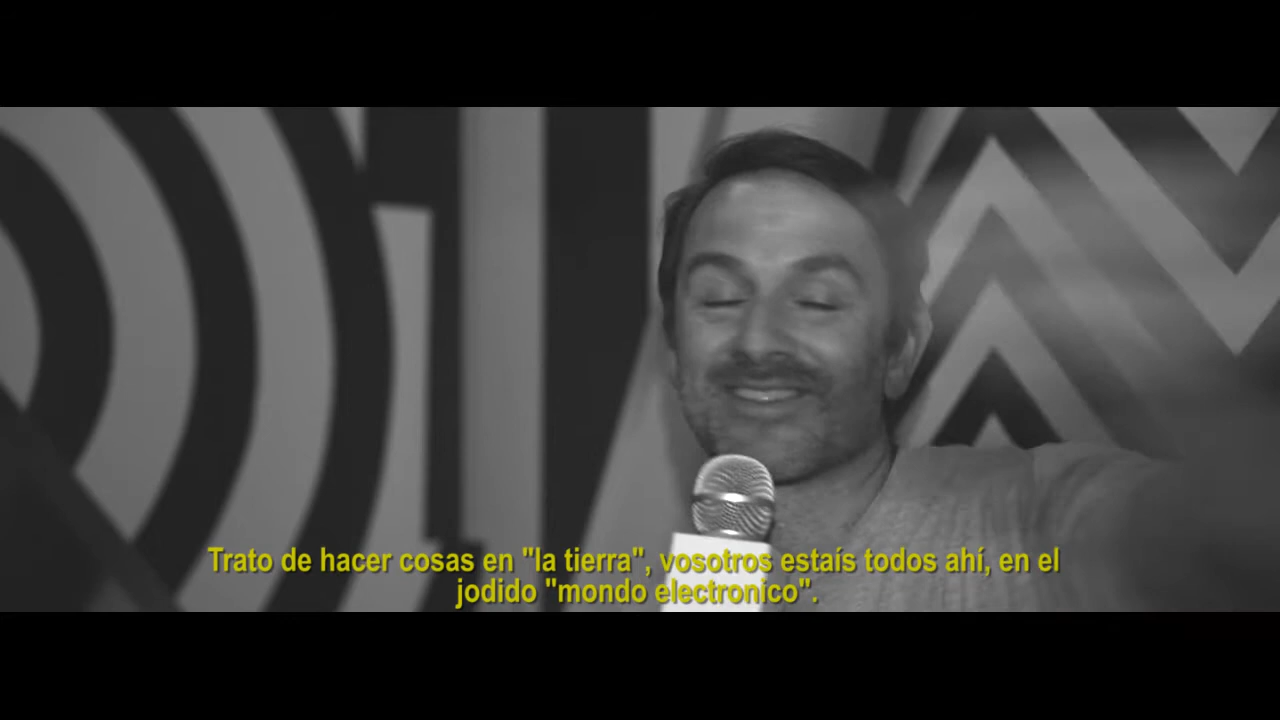 Trato de hacer cosas en "la tierra", vosotros estaís todos ahí, en el
jodido "mondo electronico".